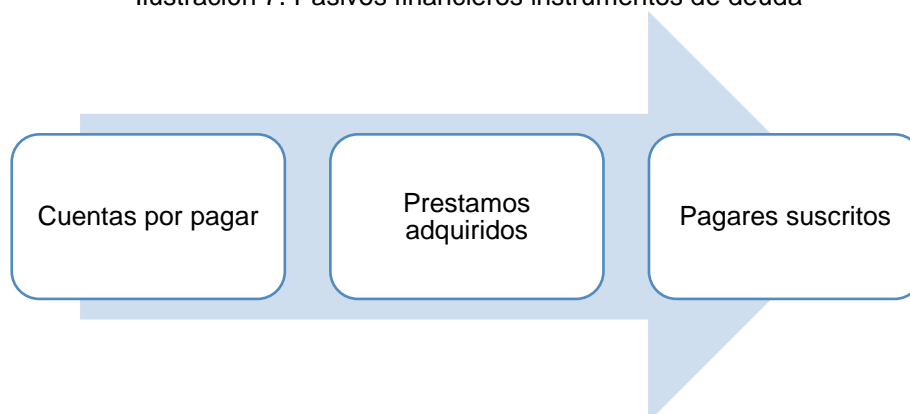 Ilustración 7. Pasivos financieros instrumentos de deuda
Cuentas por pagar
Prestamos
adquiridos
Pagares suscritos